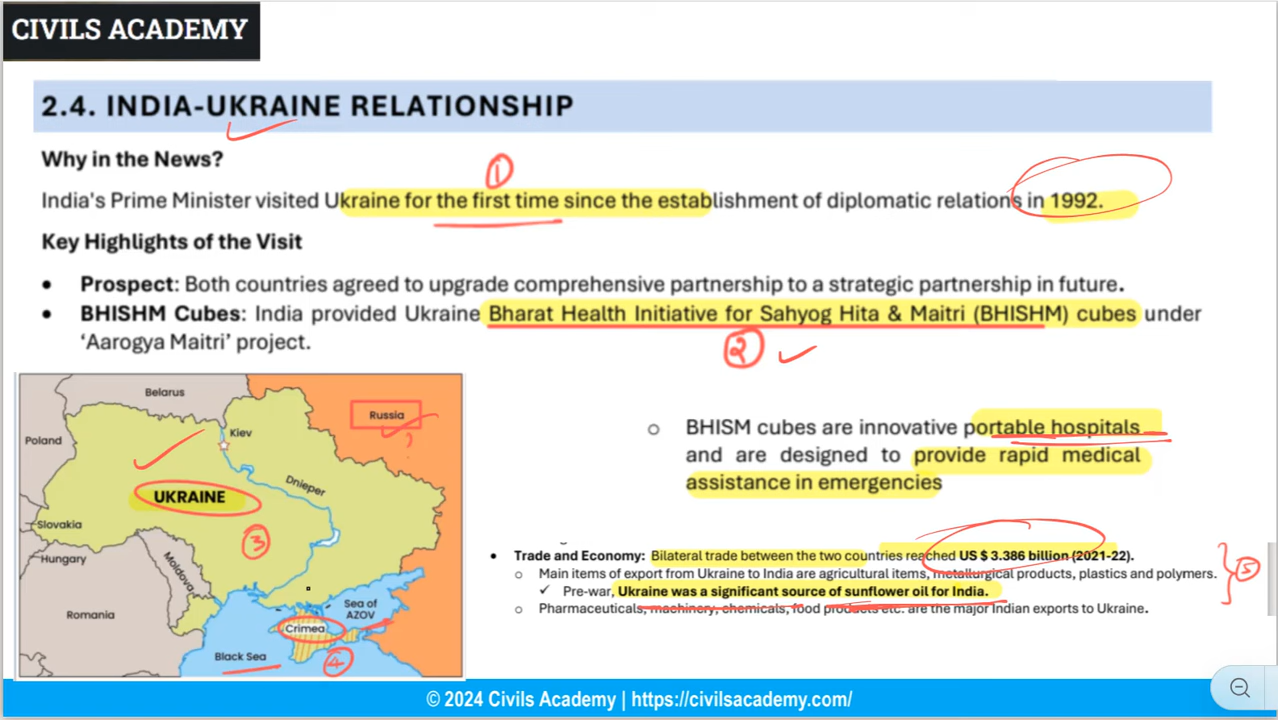 CIVILS ACADEMY
2.4. INDIA-UKRAINE RELATIONSHIP
Why in the News?
①
India's Prime Minister visited Ukraine for the first time since the establishment of diplomatic relations in 1992.
Key Highlights of the Visit
• Prospect: Both countries agreed to upgrade comprehensive partnership to a strategic partnership in future.
• BHISHM Cubes: India provided Ukraine Bharat Health Initiative for Sahyog Hita & Maitri (BHISHM) cubes under
‘Aarogya Maitri’ project.
②
Belarus
Russia
?
Poland
Kiev
Dnieper
UKRAINE
③
Slovakia
Hungary
Moldova
Romania
Sea of
AZOV
Crimea
Black Sea
④
o BHISM cubes are innovative portable hospitals
and are designed to provide rapid medical
assistance in emergencies
• Trade and Economy: Bilateral trade between the two countries reached US $ 3.386 billion (2021-22).
o Main items of export from Ukraine to India are agricultural items, metallurgical products, plastics and polymers.
✓ Pre-war, Ukraine was a significant source of sunflower oil for India.
o Pharmaceuticals, machinery, chemicals, food products etc. are the major Indian exports to Ukraine.
⑤
© 2024 Civils Academy | https://civilsacademy.com/